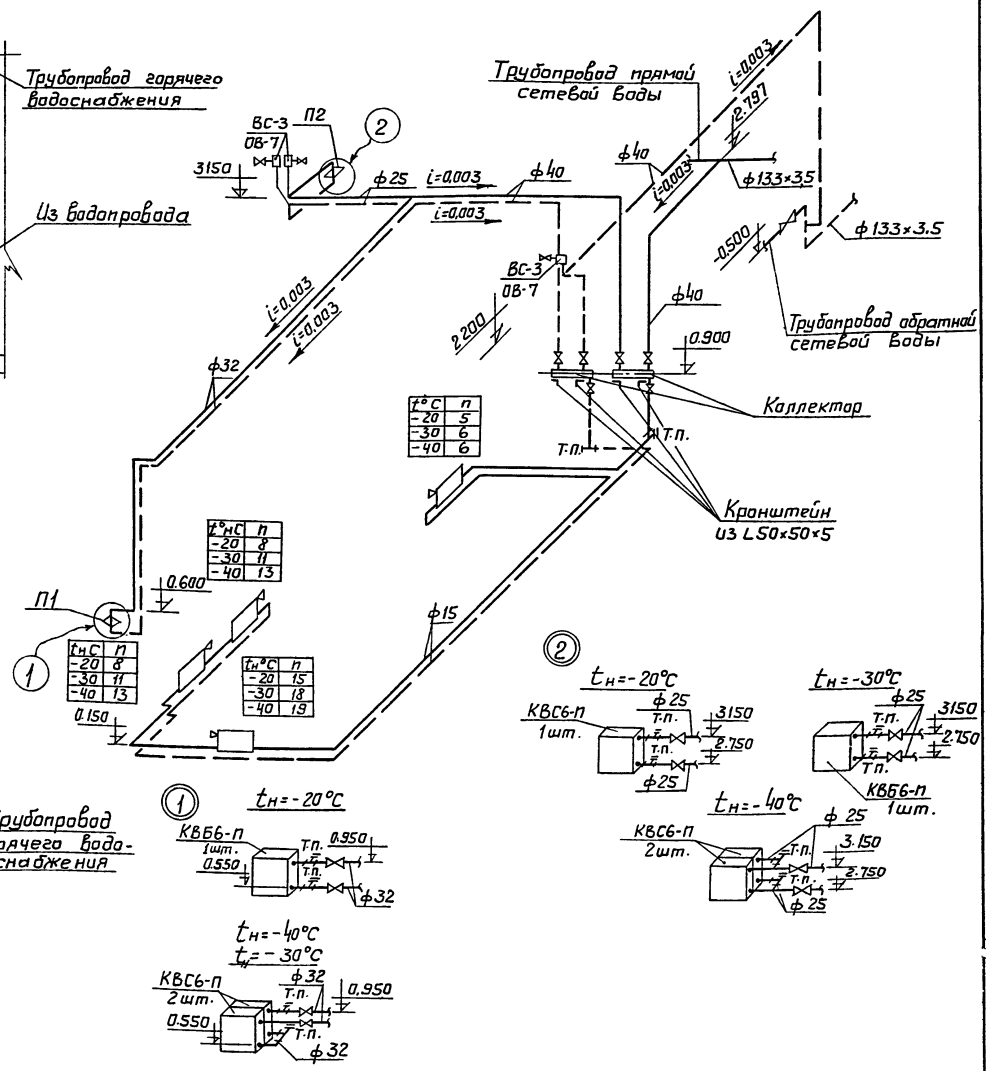 Трубопровод горячего
водоснабжения
Из водопровода
ВС-3
ОВ-7
П2
2
3150
ф25
i=0.003
ф40
i=0.003
Трубопровод прямой
сетевой воды
i=0.003
2.797
ф40
i=0.003
ф133×3.5
-0.500
ф133×3.5
Трубопровод обратной
сетевой воды
ВС-3
ОВ-7
2.200
ф40
0.900
Коллектор
i=0.003
i=0.003
ф32
t°C п
-20 5
-30 6
-40 6
Т.П.
Т.П.
Кронштейн
из L50×50×5
t°нС п
-20 8
-30 11
-40 13
0.600
П1
1
tнС п
-20 8
-30 11
-40 13
0.150
tн°С п
-20 15
-30 18
-40 19
ф15
2
tн=-20°С
КВС6-п
1шт.
ф25
Т.П.
Т.П.
3150
2.750
ф25
tн=-30°С
ф25
Т.П.
3150
2.750
Т.П.
КВБ6-п
1шт.
tн=-40°С
КВС6-п
2шт.
ф25
Т.П.
3.150
Т.П.
2.750
ф25
Трубопровод
горячего водо-
снабжения
1
tн=-20°С
КВБ6-п
1шт.
0.550
Т.П.
Т.П.
0.950
ф32
tн=-40°С
tн=-30°С
КВС6-п
2шт.
ф32
Т.П.
0,950
0.550
Т.П.
ф32